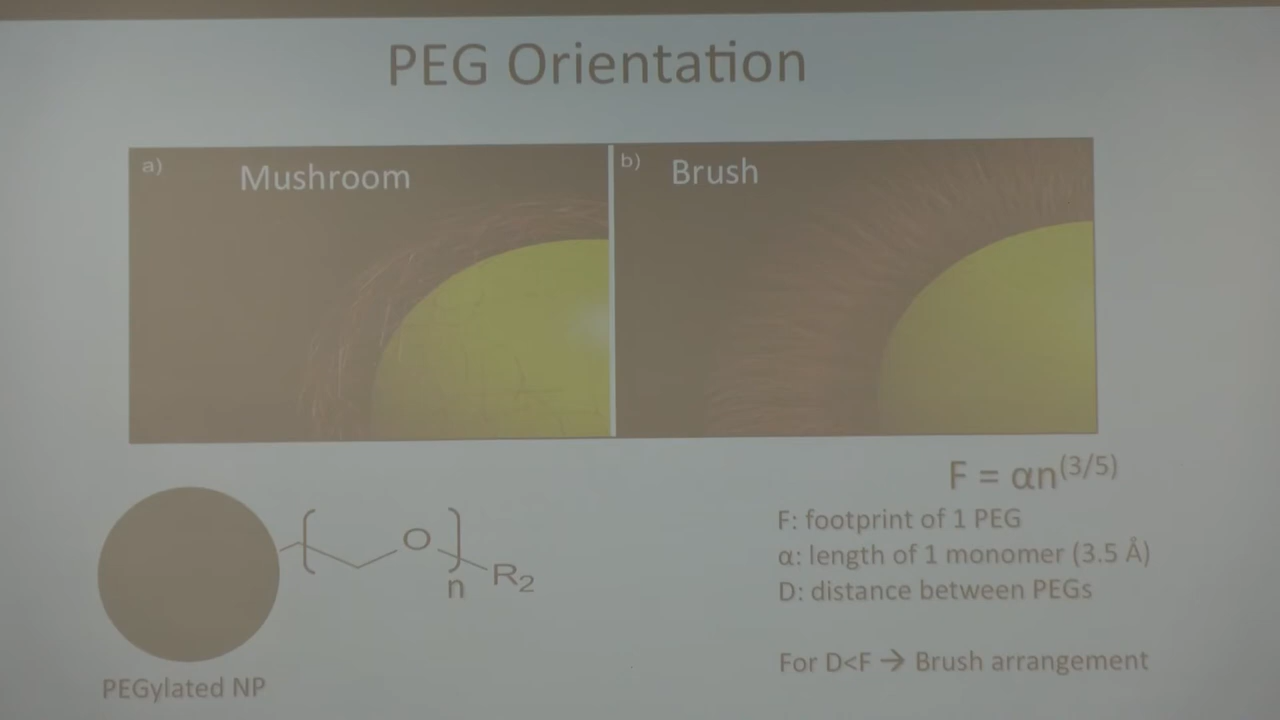 PEG Orientation
a) Mushroom
b) Brush
F = αn(3/5)
F: footprint of 1 PEG
α: length of 1 monomer (3.5 Å)
D: distance between PEGs
For D<F → Brush arrangement
O
n
R2
PEGylated NP